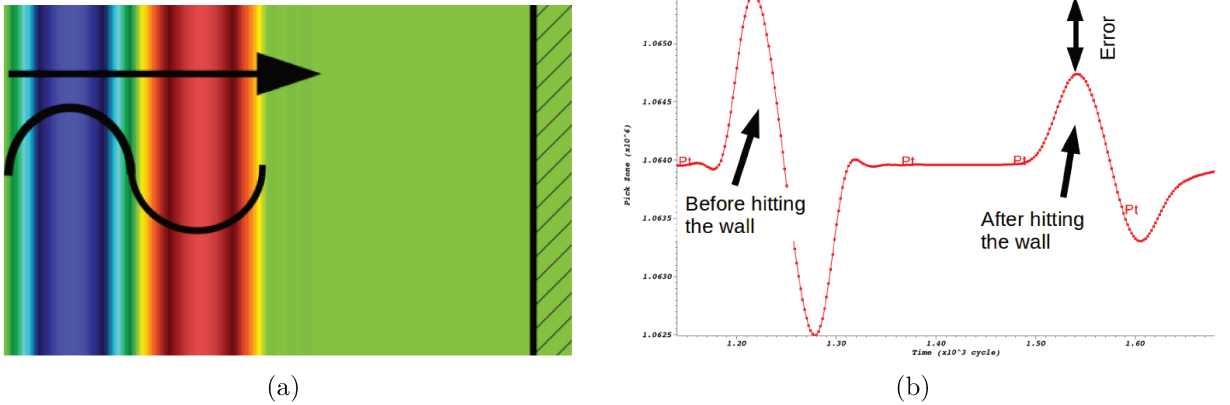 1.0650
1.0645
1.0640
1.0635
1.0630
1.0625
Pick Zone (x10^6)
Pt
Pt
Pt
Pt
Error
Before hitting
the wall
After hitting
the wall
1.20
1.30
1.40
1.50
1.60
Time (x10^3 cycle)
(a)
(b)